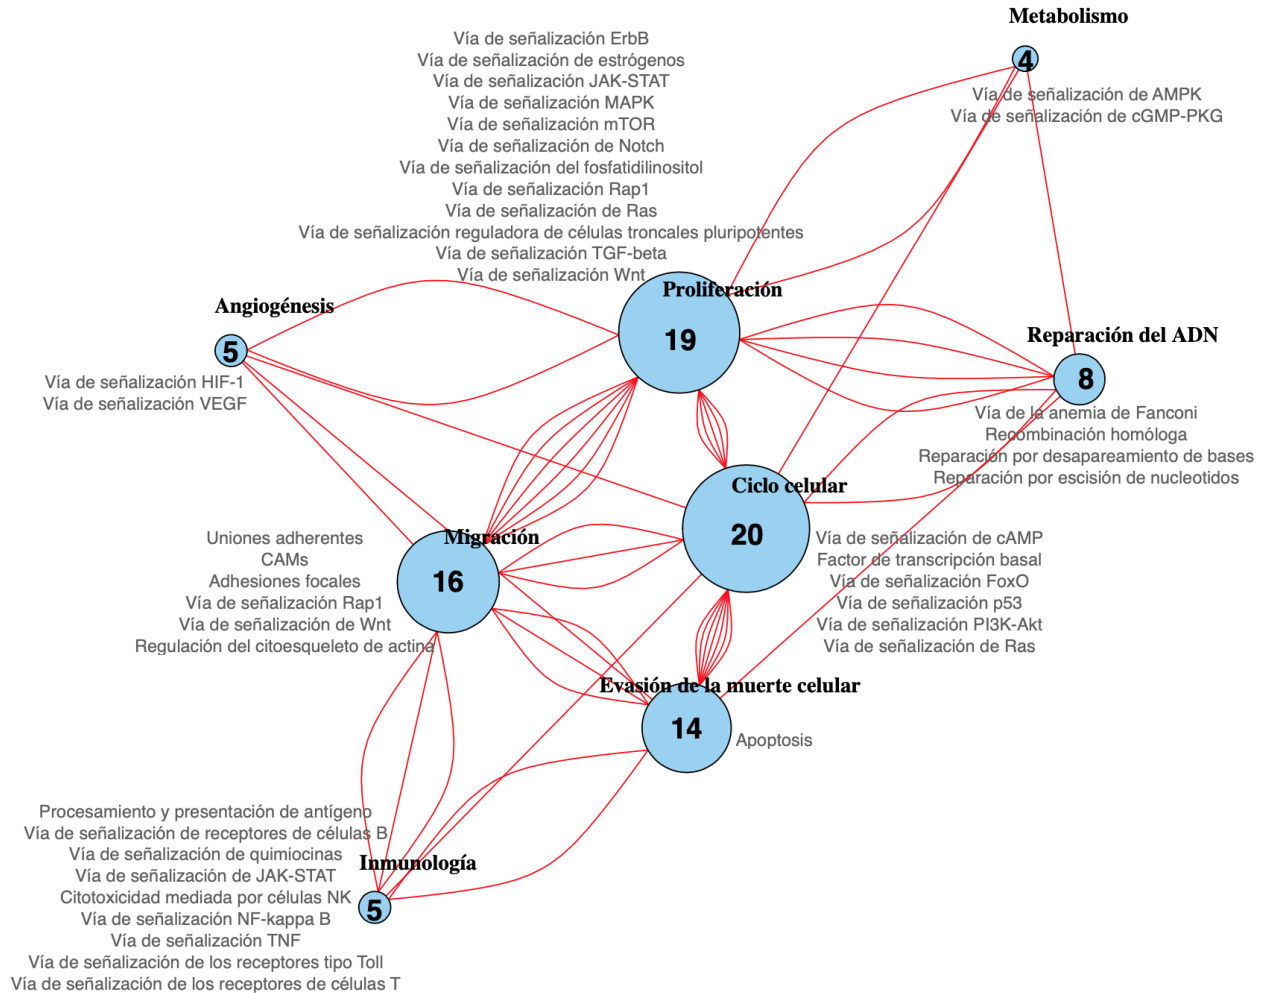 Metabolismo
4
Vía de señalización de AMPK
Vía de señalización de cGMP-PKG
Vía de señalización ErbB
Vía de señalización de estrógenos
Vía de señalización JAK-STAT
Vía de señalización MAPK
Vía de señalización mTOR
Vía de señalización de Notch
Vía de señalización del fosfatidilinositol
Vía de señalización Rap1
Vía de señalización de Ras
Vía de señalización reguladora de células troncales pluripotentes
Vía de señalización TGF-beta
Vía de señalización Wnt
Proliferación
19
Angiogénesis
5
Vía de señalización HIF-1
Vía de señalización VEGF
Reparación del ADN
8
Vía de la anemia de Fanconi
Recombinación homóloga
Reparación por desapareamiento de bases
Reparación por escisión de nucleotidos
Ciclo celular
20
Vía de señalización de cAMP
Factor de transcripción basal
Vía de señalización FoxO
Vía de señalización p53
Vía de señalización PI3K-Akt
Vía de señalización de Ras
Migración
16
Uniones adherentes
CAMs
Adhesiones focales
Vía de señalización Rap1
Vía de señalización de Wnt
Regulación del citoesqueleto de actina
Evasión de la muerte celular
14
Apoptosis
Inmunología
5
Procesamiento y presentación de antígeno
Vía de señalización de receptores de células B
Vía de señalización de quimiocinas
Vía de señalización de JAK-STAT
Citotoxicidad mediada por células NK
Vía de señalización NF-kappa B
Vía de señalización TNF
Vía de señalización de los receptores tipo Toll
Vía de señalización de los receptores de células T